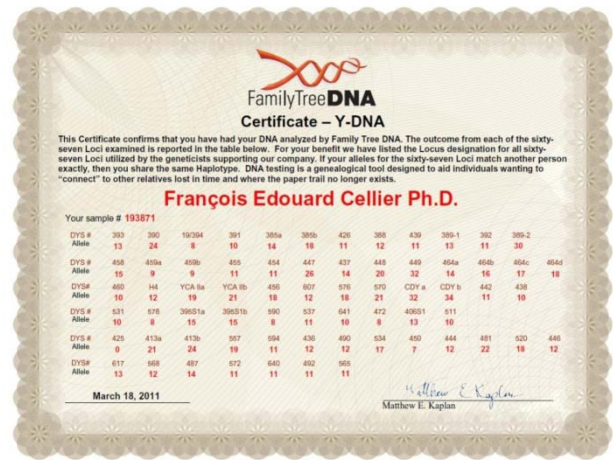 FamilyTreeDNA
Certificate – Y-DNA
This Certificate confirms that you have had your DNA analyzed by Family Tree DNA. The outcome from each of the sixty-
seven Loci examined is reported in the table below. For your benefit we have listed the Locus designation for all sixty-
seven Loci utilized by the geneticists supporting our company. If your alleles for the sixty-seven Loci match another person
exactly, then you share the same Haplotype. DNA testing is a genealogical tool designed to aid individuals wanting to
"connect" to other relatives lost in time and where the paper trail no longer exists.
François Edouard Cellier Ph.D.
Your sample # 193871
DYS # 393 390 19/394 391 385a 385b 426 388 439 389-1 392 389-2
Allele 13 24 8 10 14 18 11 12 11 13 11 30
DYS # 458 459a 459b 455 454 447 437 448 449 464a 464b 464c 464d
Allele 15 9 9 11 11 26 14 20 32 14 16 17 18
DYS# 460 H4 YCA IIa YCA IIb 456 607 576 570 CDY a CDY b 442 438
Allele 10 12 19 21 18 12 18 21 32 34 11 10
DYS # 531 578 395S1a 395S1b 590 537 641 472 406S1 511
Allele 10 8 15 15 8 11 10 8 13 10
DYS # 425 413a 413b 557 594 436 490 534 450 444 481 520 446
Allele 0 21 24 19 11 12 12 17 7 12 22 18 12
DYS# 617 568 487 572 640 492 565
Allele 13 12 14 11 11 11 11
March 18, 2011
Matthew E. Kaplan
Matthew E. Kaplan